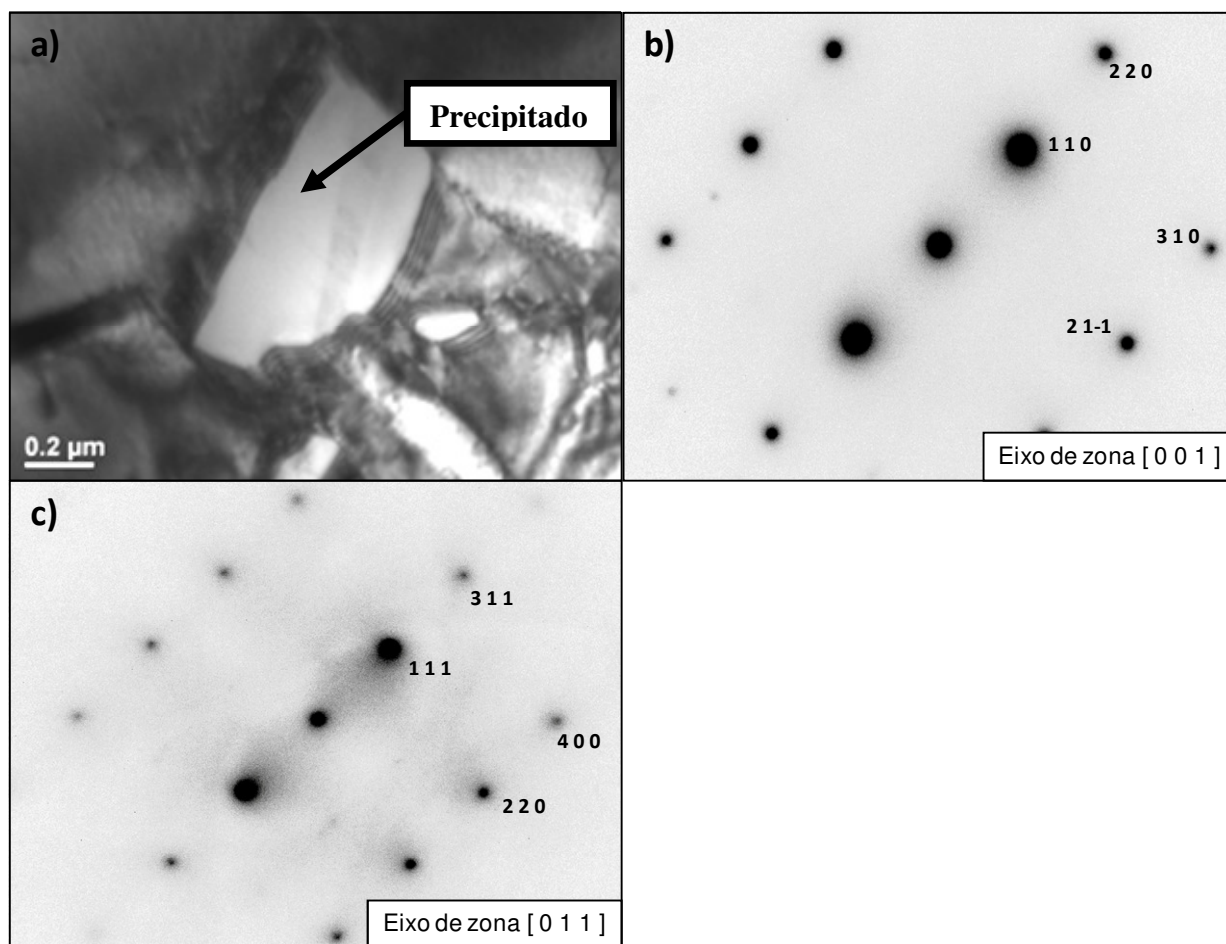 a)
Precipitado
0.2 µm
b)
2 2 0
1 1 0
3 1 0
2 1-1
Eixo de zona [ 0 0 1 ]
c)
3 1 1
1 1 1
4 0 0
2 2 0
Eixo de zona [ 0 1 1 ]